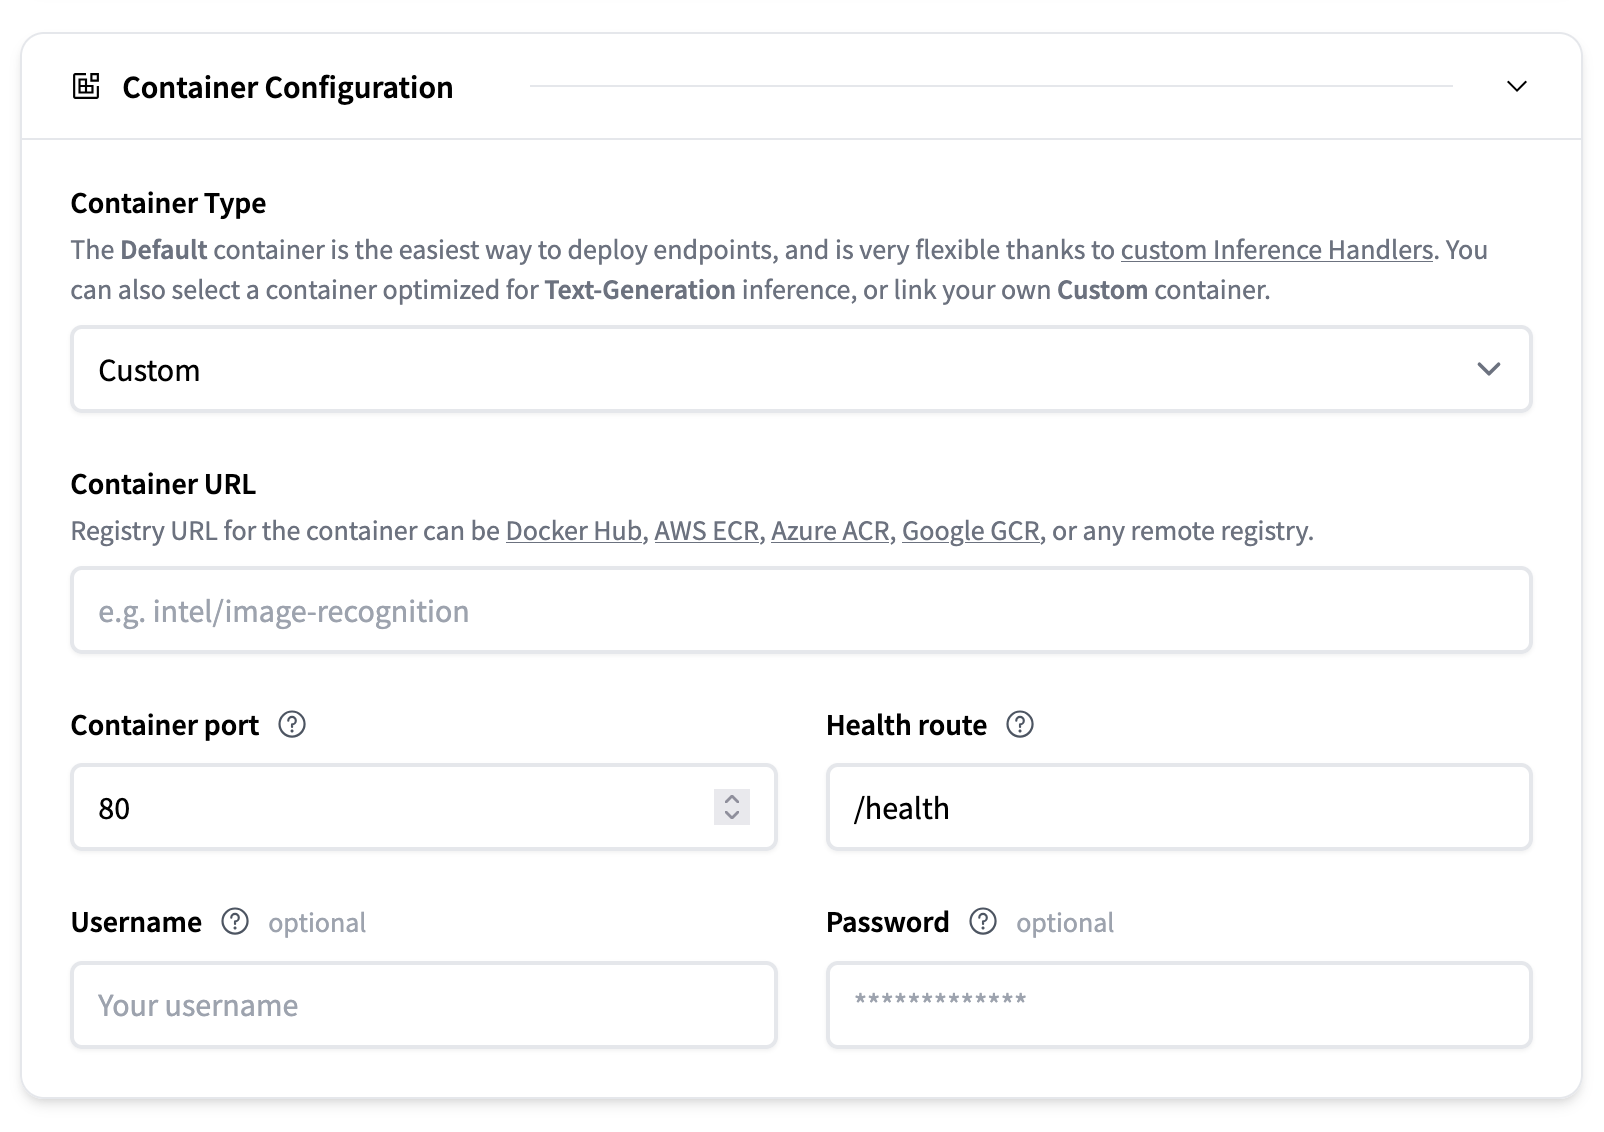 Container Configuration
Container Type
The Default container is the easiest way to deploy endpoints, and is very flexible thanks to custom Inference Handlers. You
can also select a container optimized for Text-Generation inference, or link your own Custom container.
Custom
Container URL
Registry URL for the container can be Docker Hub, AWS ECR, Azure ACR, Google GCR, or any remote registry.
e.g. intel/image-recognition
Container port ? Health route ?
80 /health
Username ? optional Password ? optional
Your username *************